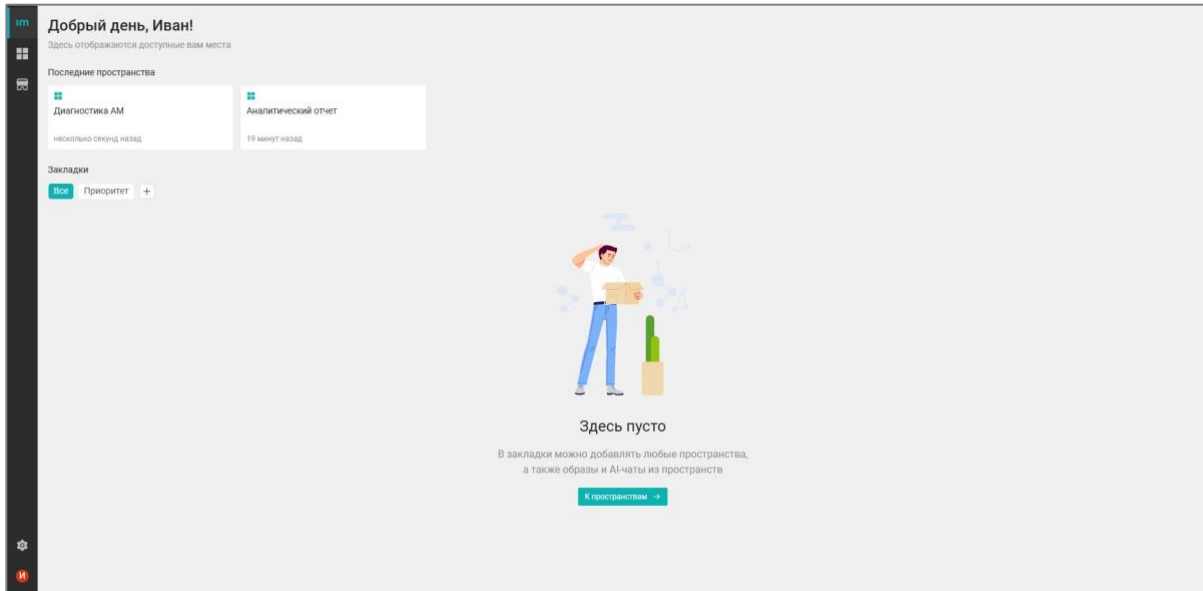 ım
Добрый день, Иван!
Здесь отображаются доступные вам места
Последние пространства
Диагностика АМ
несколько секунд назад
Аналитический отчет
19 минут назад
Закладки
Все Приоритет +
Здесь пусто
В закладки можно добавлять любые пространства,
а также образы и AI-чаты из пространств
К пространствам →
И